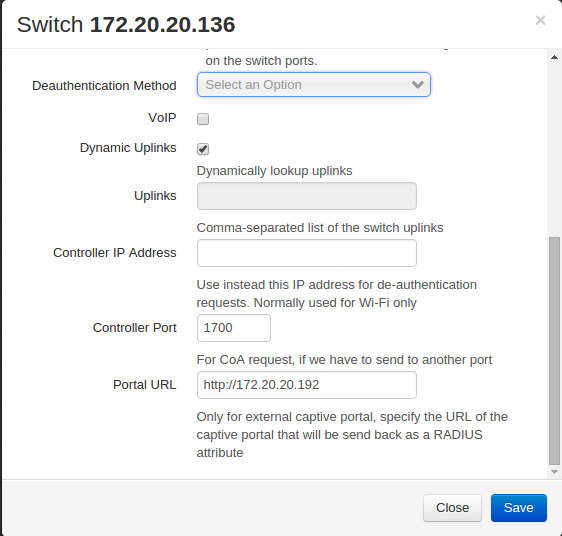 Switch 172.20.20.136
×
on the switch ports.
Deauthentication Method
Select an Option
VoIP
Dynamic Uplinks
Dynamically lookup uplinks
Uplinks
Comma-separated list of the switch uplinks
Controller IP Address
Use instead this IP address for de-authentication
requests. Normally used for Wi-Fi only
Controller Port
1700
For CoA request, if we have to send to another port
Portal URL
http://172.20.20.192
Only for external captive portal, specify the URL of the
captive portal that will be send back as a RADIUS
attribute
Close
Save